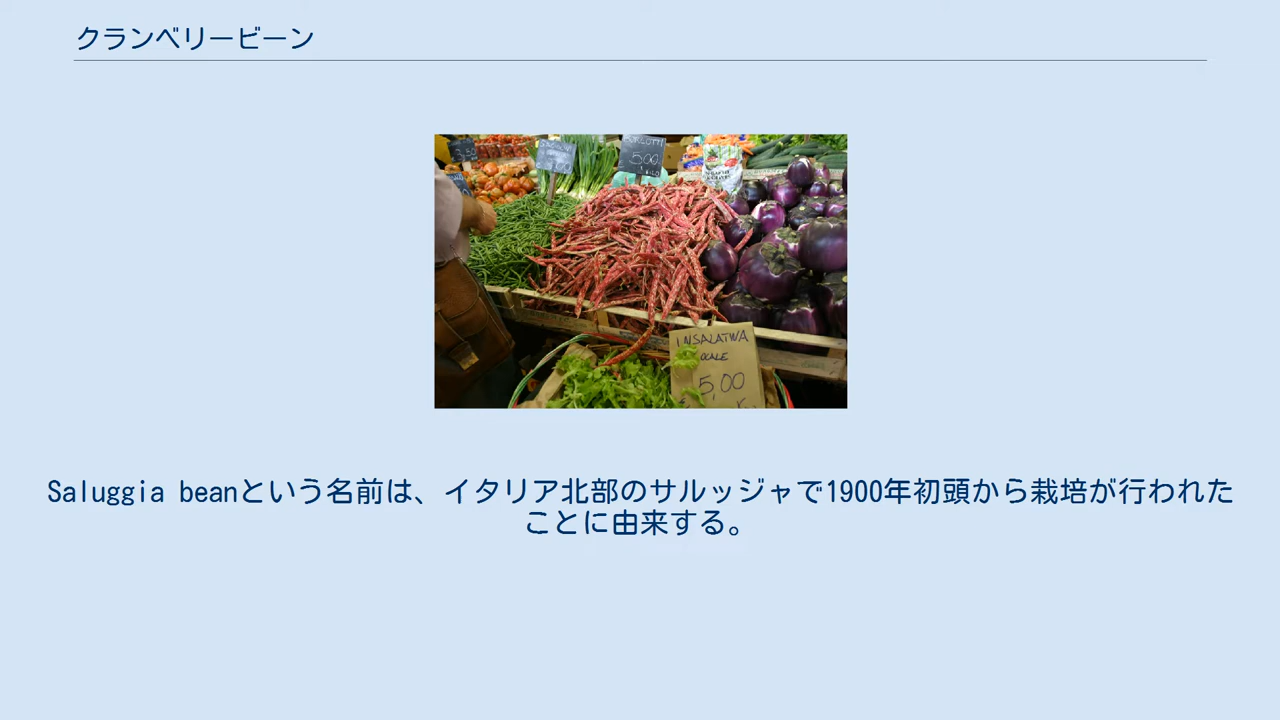 クランベリービーン
5.00
INSALATWA
5.00
Saluggia beanという名前は、イタリア北部のサルッジャで1900年初頭から栽培が行われた
ことに由来する。